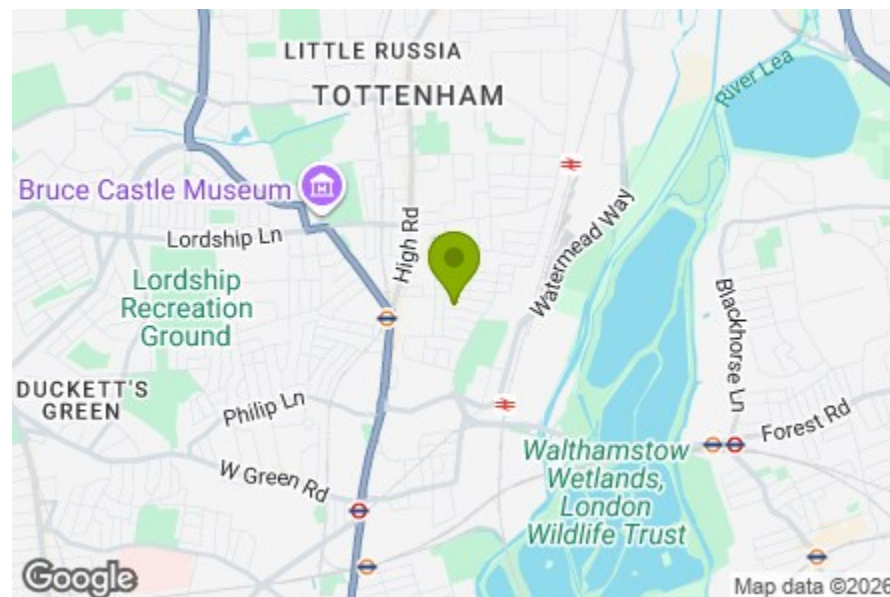 LITTLE RUSSIA
TOTTENHAM
River Lea
Bruce Castle Museum
Lordship Ln
High Rd
Watermead Way
Lordship
Recreation
Ground
Blackhorse Ln
DUCKETT'S
GREEN
Philip Ln
Forest Rd
W Green Rd
Walthamstow
Wetlands,
London
Wildlife Trust
Google
Map data ©2026